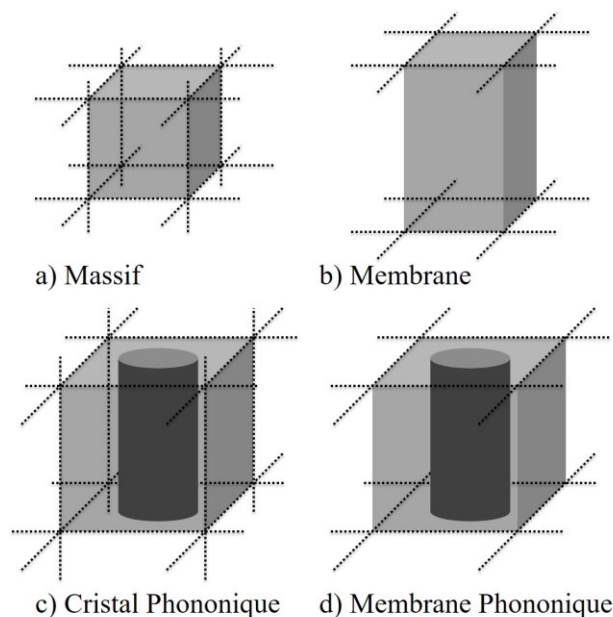 a) Massif
b) Membrane
c) Cristal Phononique
d) Membrane Phononique